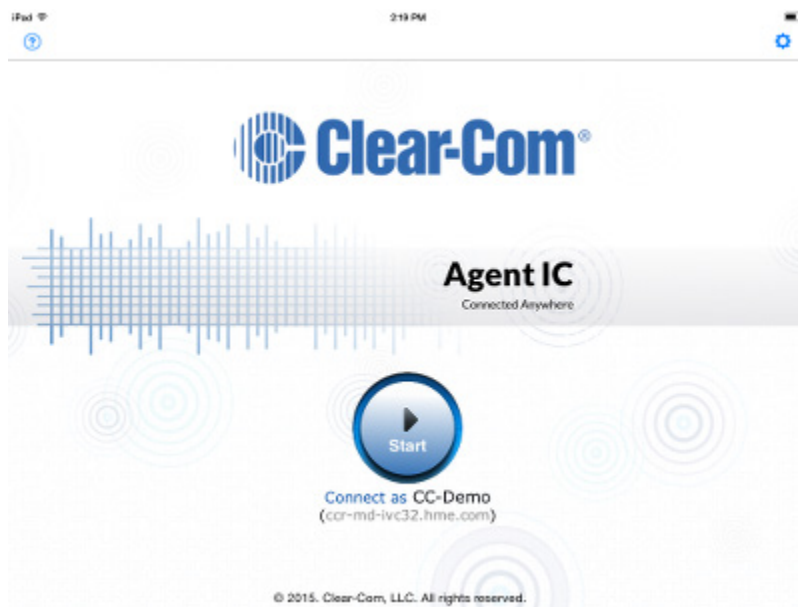 iPad 2:19 PM
Clear-Com®
Agent IC
Connected Anywhere
Start
Connect as CC-Demo
(ccr-md-ivc32.hme.com)
© 2015. Clear-Com, LLC. All rights reserved.